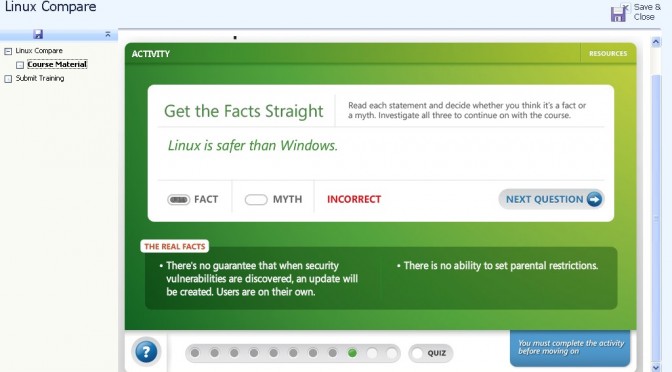 Linux Compare
Save &
Close
Linux Compare
Course Material
Submit Training
ACTIVITY
RESOURCES
Get the Facts Straight
Read each statement and decide whether you think it's a fact or
a myth. Investigate all three to continue on with the course.
Linux is safer than Windows.
FACT
MYTH
INCORRECT
NEXT QUESTION
THE REAL FACTS
• There's no guarantee that when security
vulnerabilities are discovered, an update will
be created. Users are on their own.
• There is no ability to set parental restrictions.
?
QUIZ
You must complete the activity
before moving on